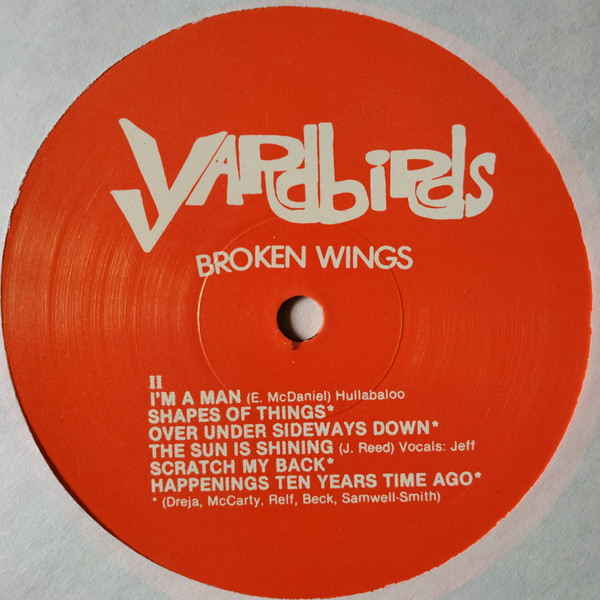 YARDbiRds
BROKEN WINGS
II
I'M A MAN (E. McDaniel) Hullabaloo
SHAPES OF THINGS*
OVER UNDER SIDEWAYS DOWN*
THE SUN IS SHINING (J. Reed) Vocals: Jeff
SCRATCH MY BACK*
HAPPENINGS TEN YEARS TIME AGO*
* (Dreja, McCarty, Relf, Beck, Samwell-Smith)